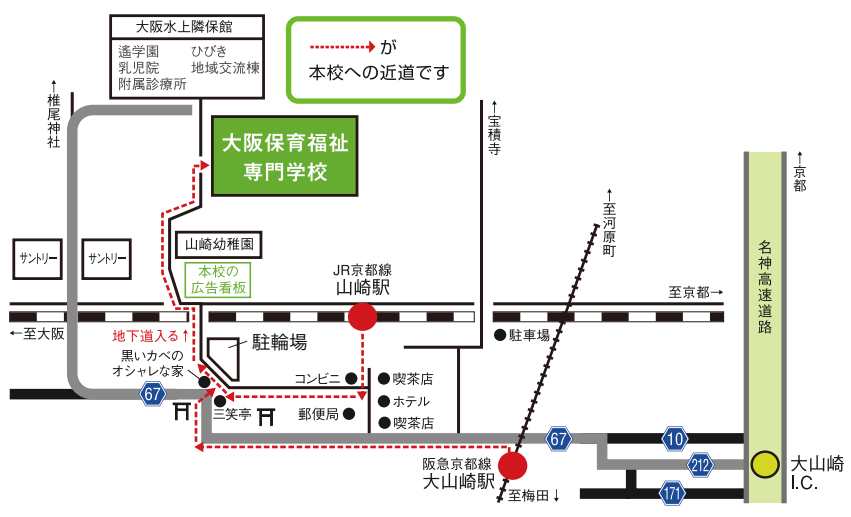 大阪水上隣保館
遙学園 ひびき
乳児院 地域交流棟
附属診療所
が
本校への近道です
↑椎尾神社
大阪保育福祉
専門学校
↑宝積寺
↑京都
↑至河原町
サントリー
サントリー
山崎幼稚園
本校の
広告看板
JR京都線
山崎駅
名神高速道路
至京都→
←至大阪
地下道入る↑
駐輪場
駐車場
黒いカベの
オシャレな家
コンビニ
喫茶店
67
ホテル
三笑亭
郵便局
喫茶店
67
10
阪急京都線
大山崎駅
212
大山崎
I.C.
至梅田↓
171